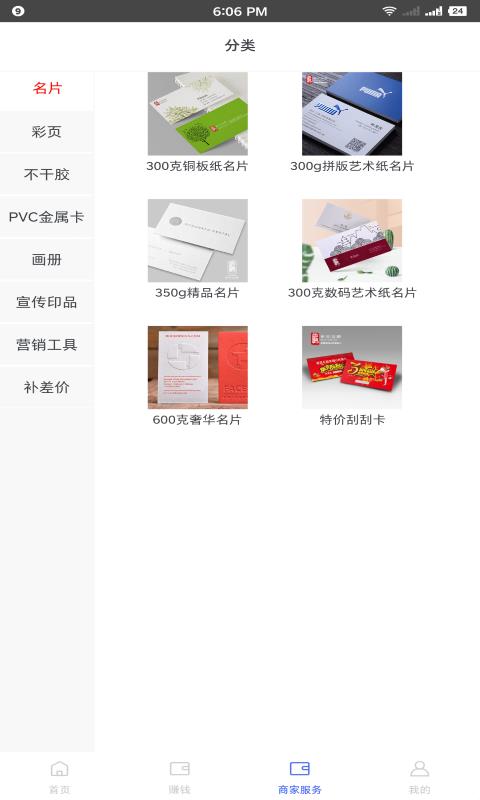 9
6:06 PM
24
分类
名片
彩页
不干胶
PVC金属卡
画册
宣传印品
营销工具
补差价
300克铜板纸名片
300g拼版艺术纸名片
350g精品名片
300克数码艺术纸名片
600克奢华名片
特价刮刮卡
首页
赚钱
商家服务
我的